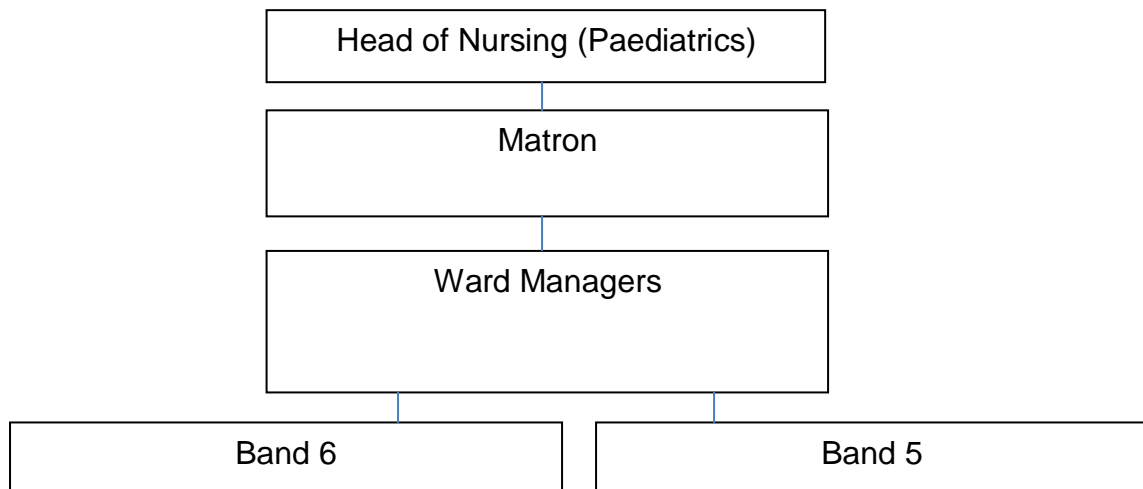 Head of Nursing (Paediatrics)
Matron
Ward Managers
Band 6
Band 5